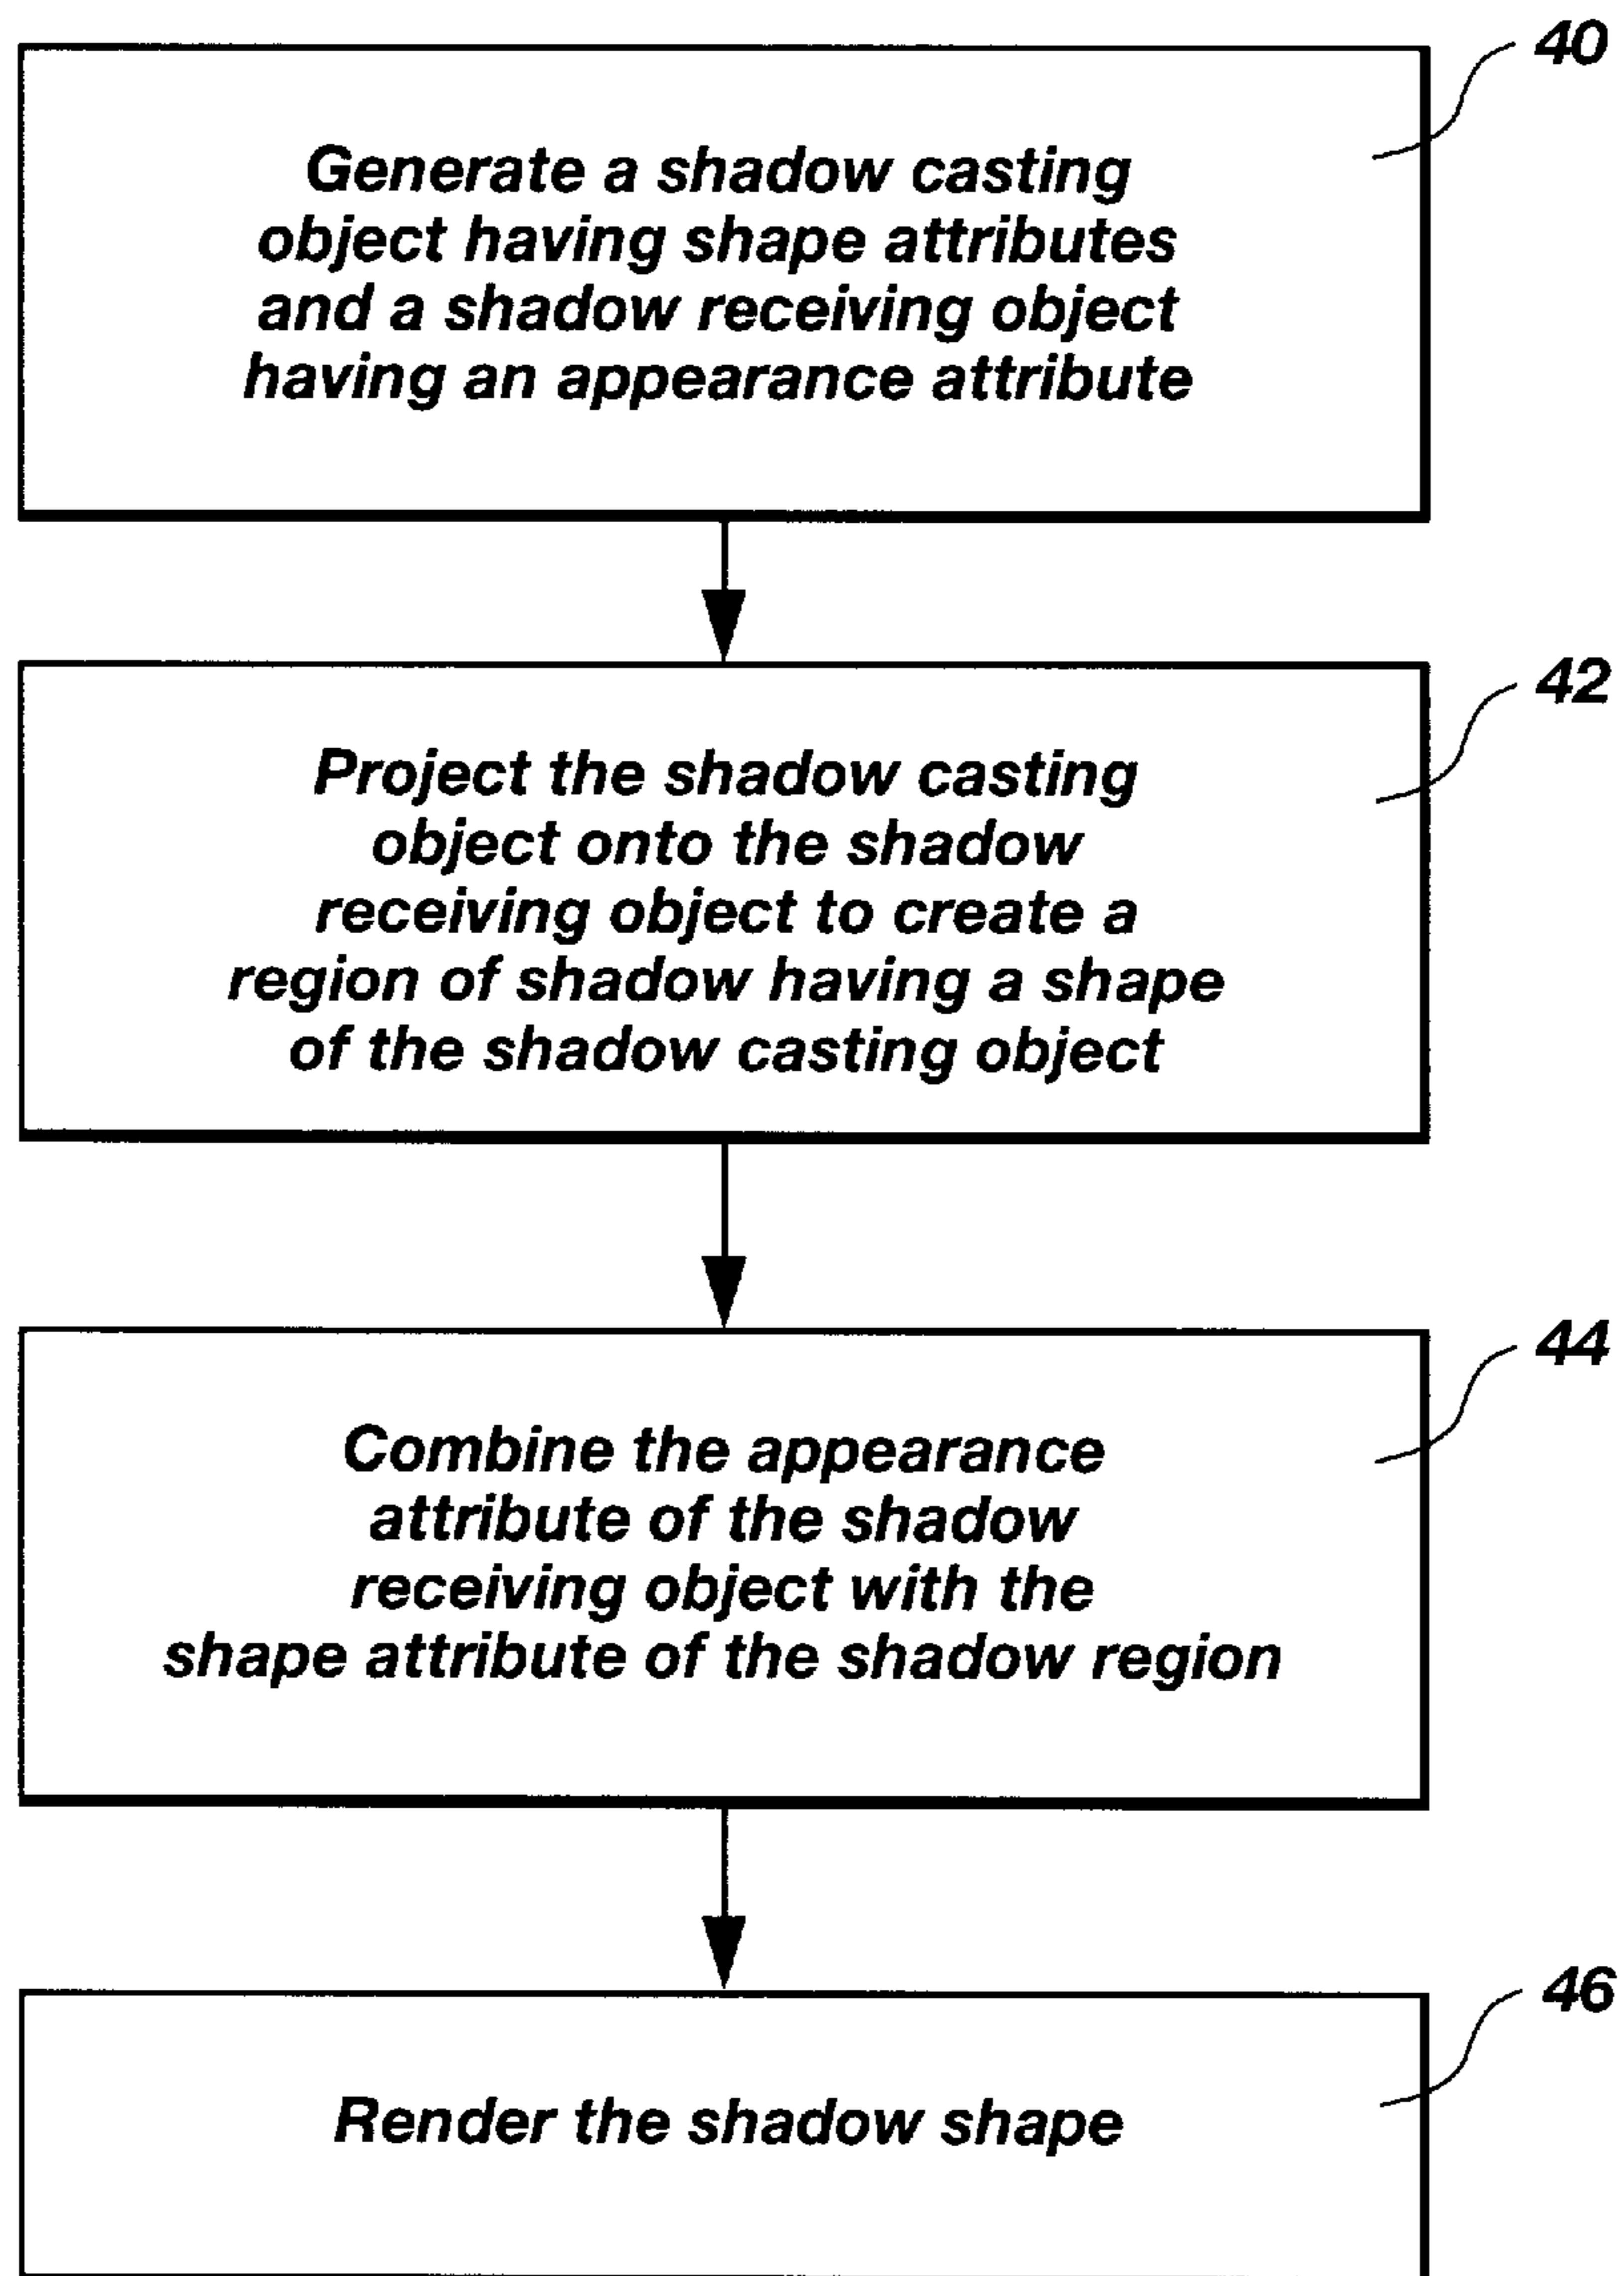 40
Generate a shadow casting
object having shape attributes
and a shadow receiving object
having an appearance attribute
42
Project the shadow casting
object onto the shadow
receiving object to create a
region of shadow having a shape
of the shadow casting object
44
Combine the appearance
attribute of the shadow
receiving object with the
shape attribute of the shadow region
46
Render the shadow shape